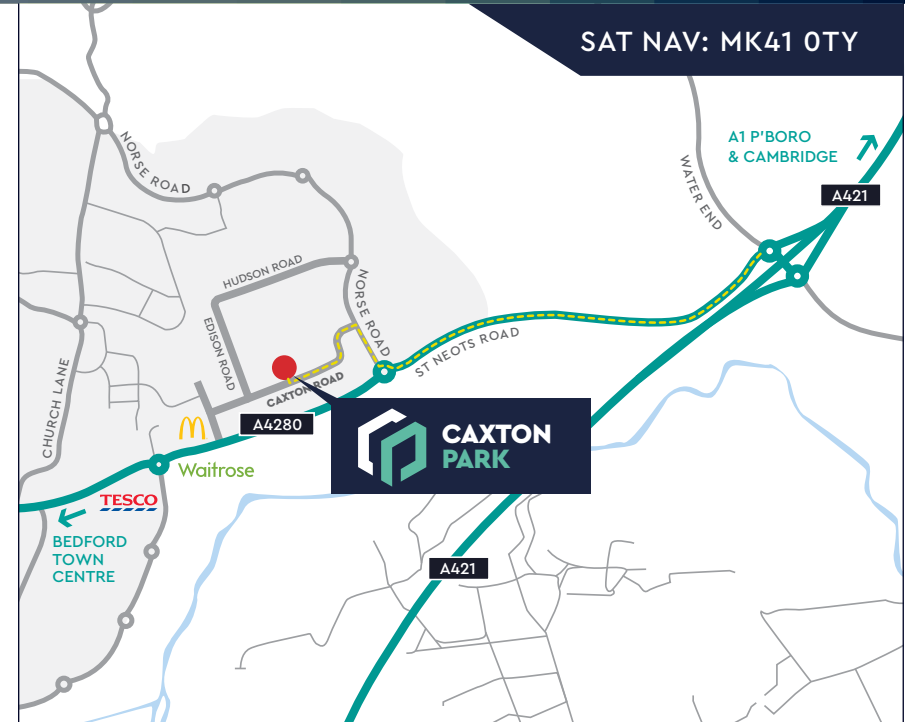 SAT NAV: MK41 0TY
A1 P'BORO
& CAMBRIDGE
A421
WATER END
NORSE ROAD
HUDSON ROAD
NORSE ROAD
EDISON ROAD
ST NEOTS ROAD
CAXTON ROAD
CHURCH LANE
A4280
CAXTON
PARK
Waitrose
TESCO
BEDFORD
TOWN
CENTRE
A421